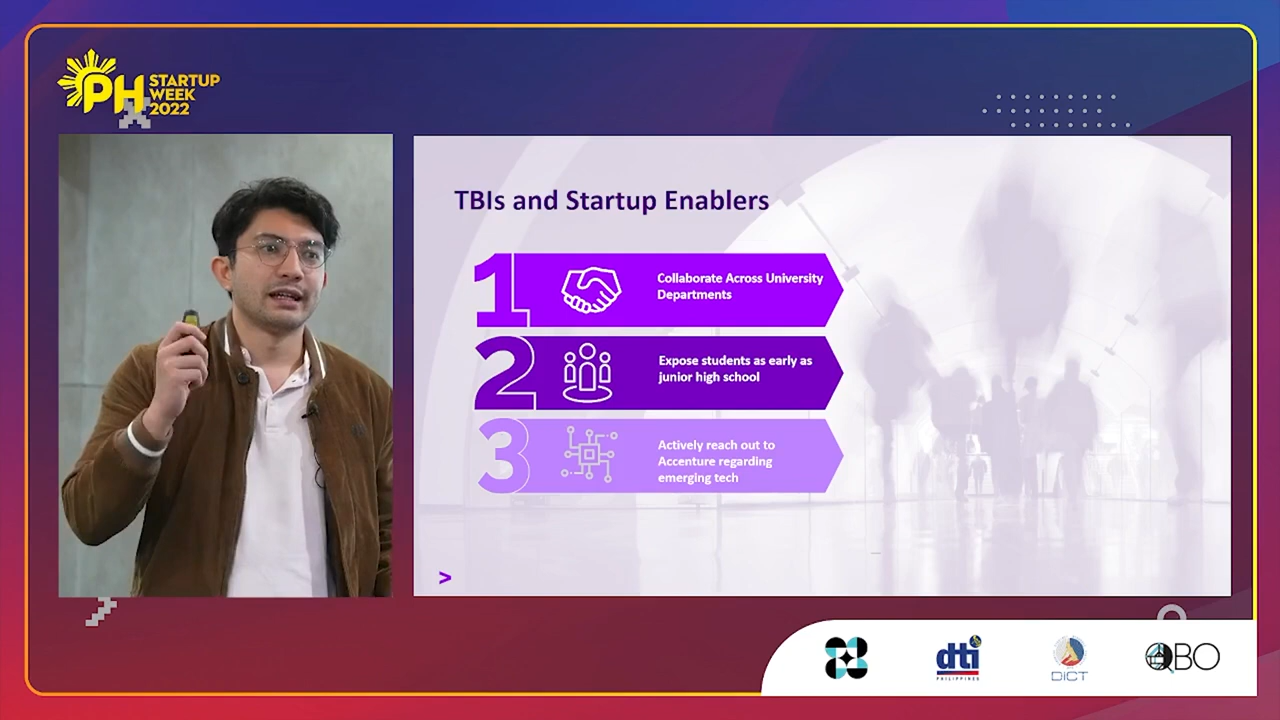 PH STARTUP
WEEK
2022
TBIs and Startup Enablers
1
Collaborate Across University
Departments
2
Expose students as early as
junior high school
3
Actively reach out to
Accenture regarding
emerging tech
>
dti
PHILIPPINES
DICT
QBO